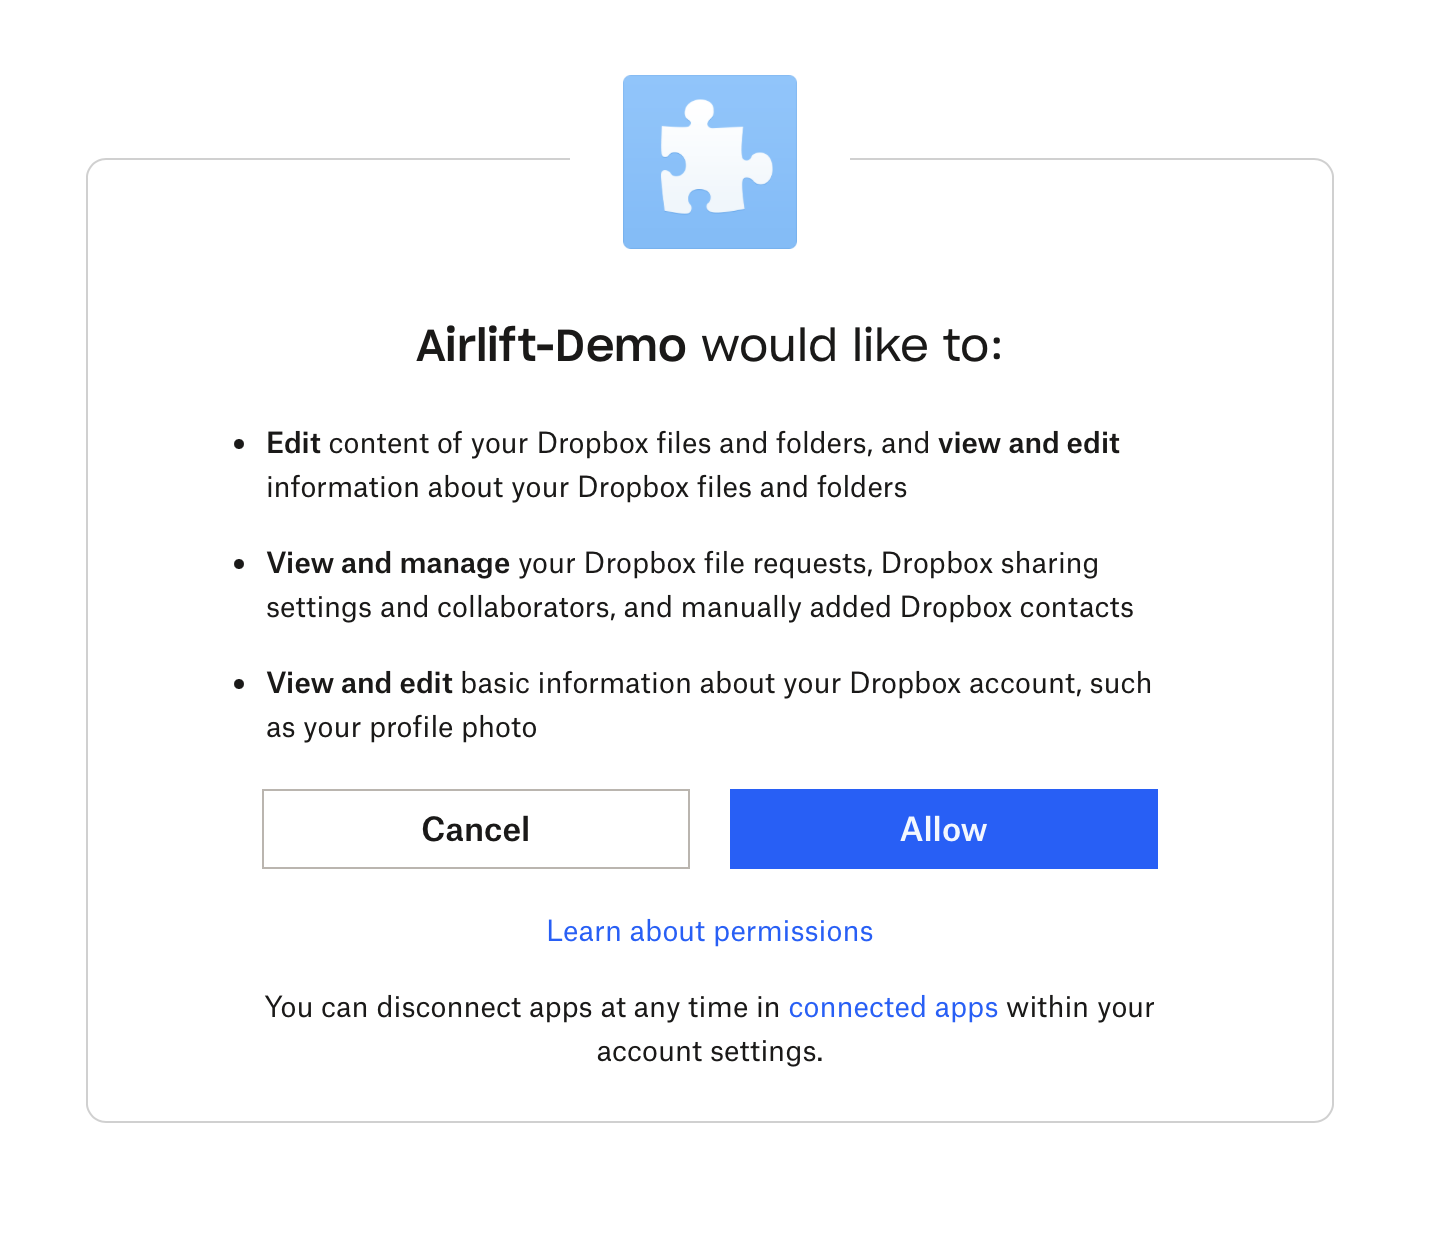 Airlift-Demo would like to:
• Edit content of your Dropbox files and folders, and view and edit
information about your Dropbox files and folders
• View and manage your Dropbox file requests, Dropbox sharing
settings and collaborators, and manually added Dropbox contacts
• View and edit basic information about your Dropbox account, such
as your profile photo
Cancel
Allow
Learn about permissions
You can disconnect apps at any time in connected apps within your
account settings.